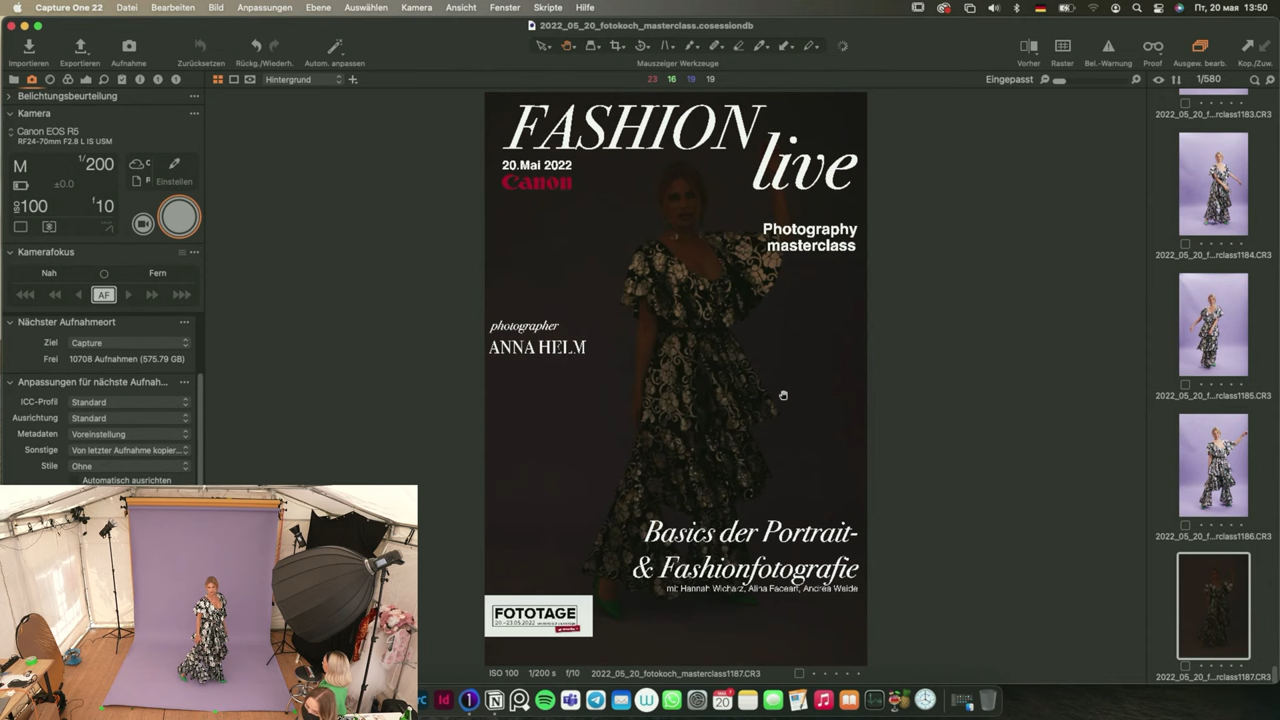 Capture One 22 Datei Bearbeiten Bild Anpassungen Ebene Auswählen Kamera Ansicht Fenster Skripte Hilfe Пт, 20 мая 13:50
2022_05_20_fotokoch_masterclass.cosessiondb
Importieren Exportieren Aufnahme Zurücksetzen Rückg./Wiederh. Autom. anpassen Mauszeiger Werkzeuge Vorher Raster Bel.-Warnung Proof Ausgew. bearb. Kop./Zuw.
Hintergrund 23 16 19 19 Eingepasst 1/580
Belichtungsbeurteilung
Kamera
Canon EOS R5
RF24-70mm F2.8 L IS USM
M 1/200
±0.0
Einstellen
ISO 100 f10
Kamerafokus
Nah Fern
AF
Nächster Aufnahmeort
Ziel Capture
Frei 10708 Aufnahmen (575.79 GB)
Anpassungen für nächste Aufnah...
ICC-Profil Standard
Ausrichtung Standard
Metadaten Voreinstellung
Sonstige Von letzter Aufnahme kopier...
Stile Ohne
Automatisch ausrichten
FASHION
live
20.Mai 2022
Canon
Photography
masterclass
photographer
ANNA HELM
Basics der Portrait-
& Fashionfotografie
mit Hannah Wicharz, Alina Facean, Andrea Weide
FOTOTAGE
ISO 100 1/200 s f/10 2022_05_20_fotokoch_masterclass1187.CR3
2022_05_20_f...rclass1183.CR3
2022_05_20_f...rclass1184.CR3
2022_05_20_f...rclass1185.CR3
2022_05_20_f...rclass1186.CR3
2022_05_20_f...rclass1187.CR3